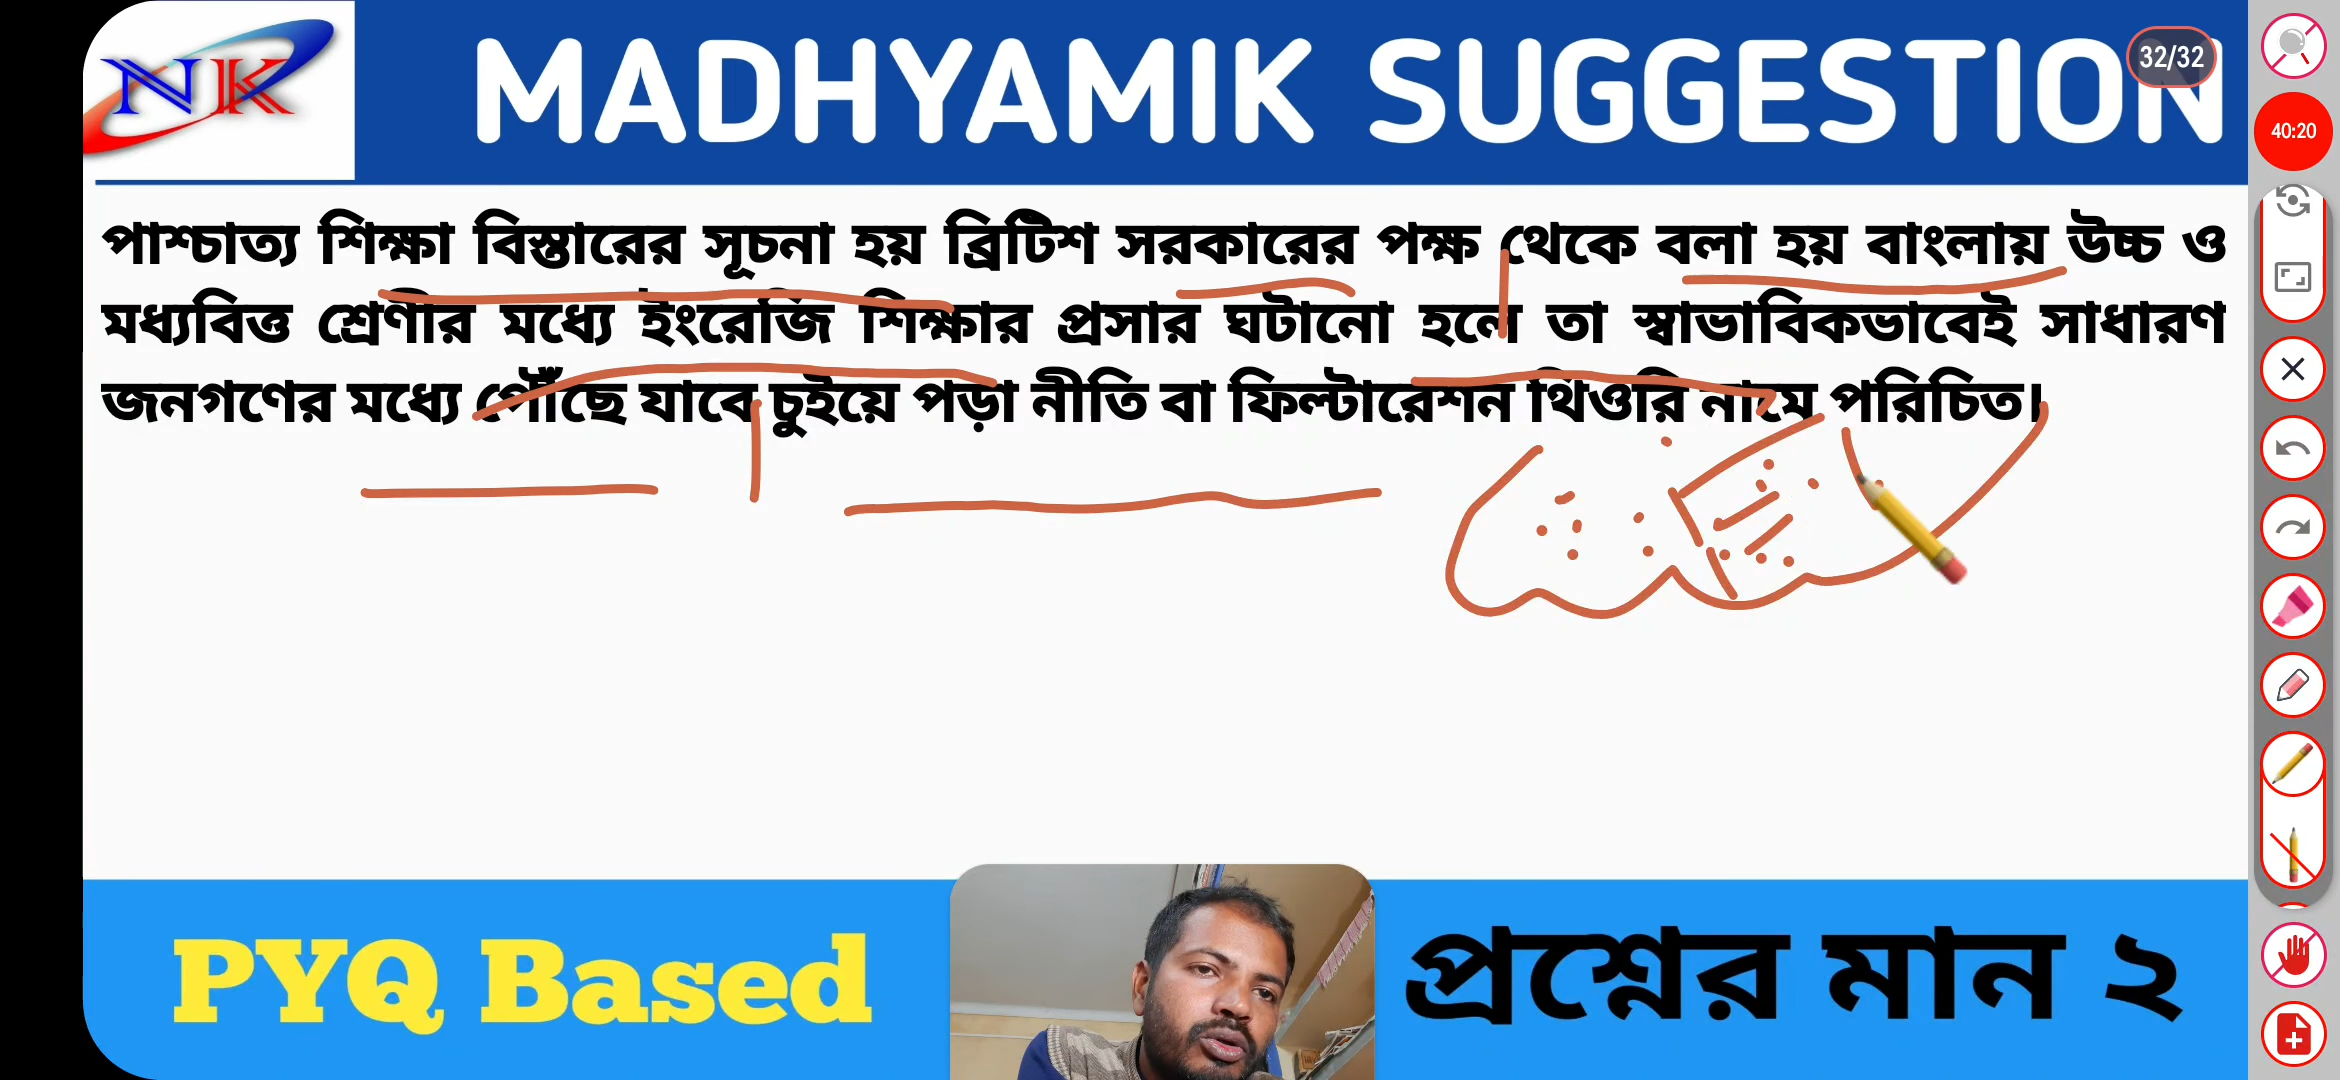 NK
MADHYAMIK SUGGESTION
32/32
40:20
পাশ্চাত্য শিক্ষা বিস্তারের সূচনা হয় ব্রিটিশ সরকারের পক্ষ থেকে বলা হয় বাংলায় উচ্চ ও
মধ্যবিত্ত শ্রেণীর মধ্যে ইংরেজি শিক্ষার প্রসার ঘটানো হলে তা স্বাভাবিকভাবেই সাধারণ
জনগণের মধ্যে পৌঁছে যাবে চুইয়ে পড়া নীতি বা ফিল্টারেশন থিওরি নামে পরিচিত।
PYQ Based
প্রশ্নের মান ২